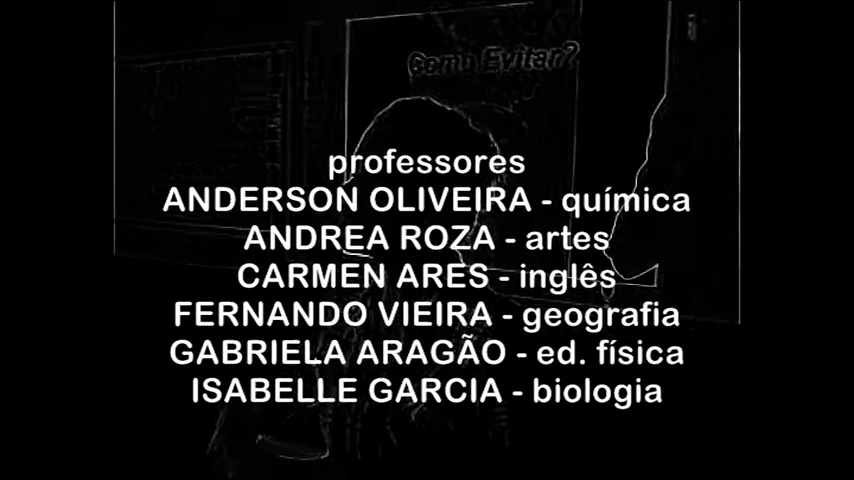 Como Evitar?
professores
ANDERSON OLIVEIRA - química
ANDREA ROZA - artes
CARMEN ARES - inglês
FERNANDO VIEIRA - geografia
GABRIELA ARAGÃO - ed. física
ISABELLE GARCIA - biologia